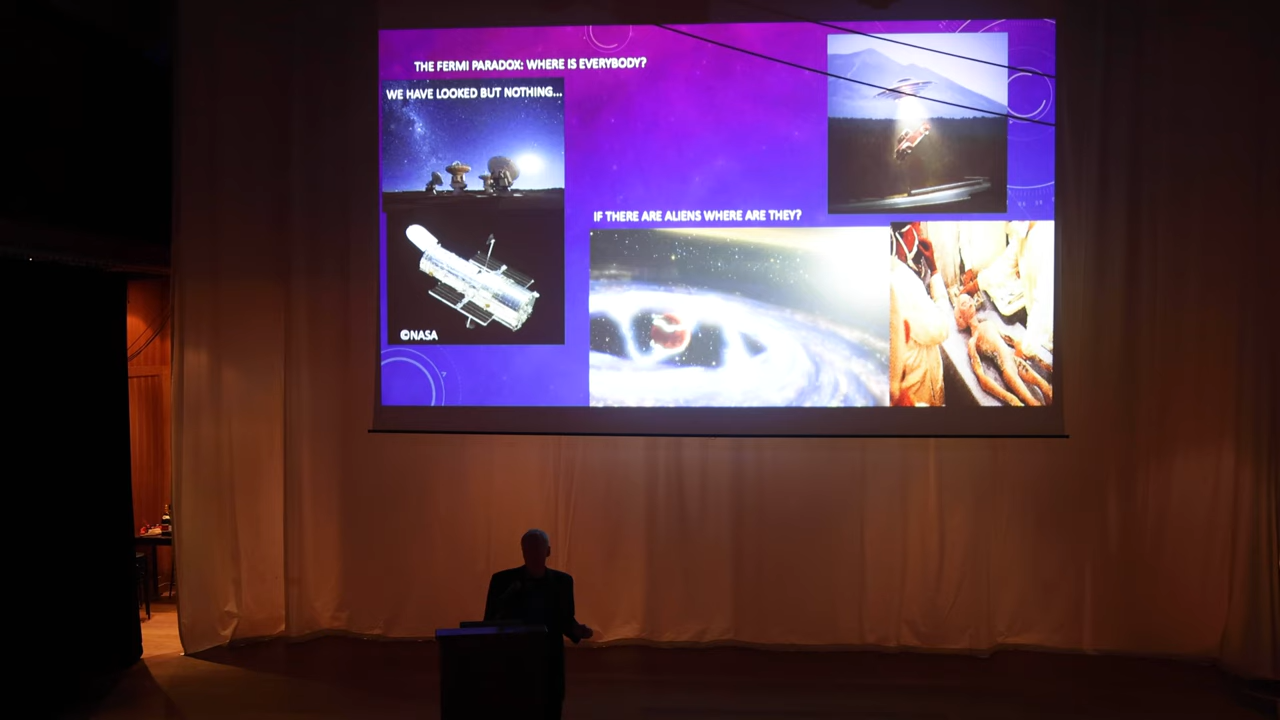 THE FERMI PARADOX: WHERE IS EVERYBODY?
WE HAVE LOOKED BUT NOTHING...
IF THERE ARE ALIENS WHERE ARE THEY?
©NASA